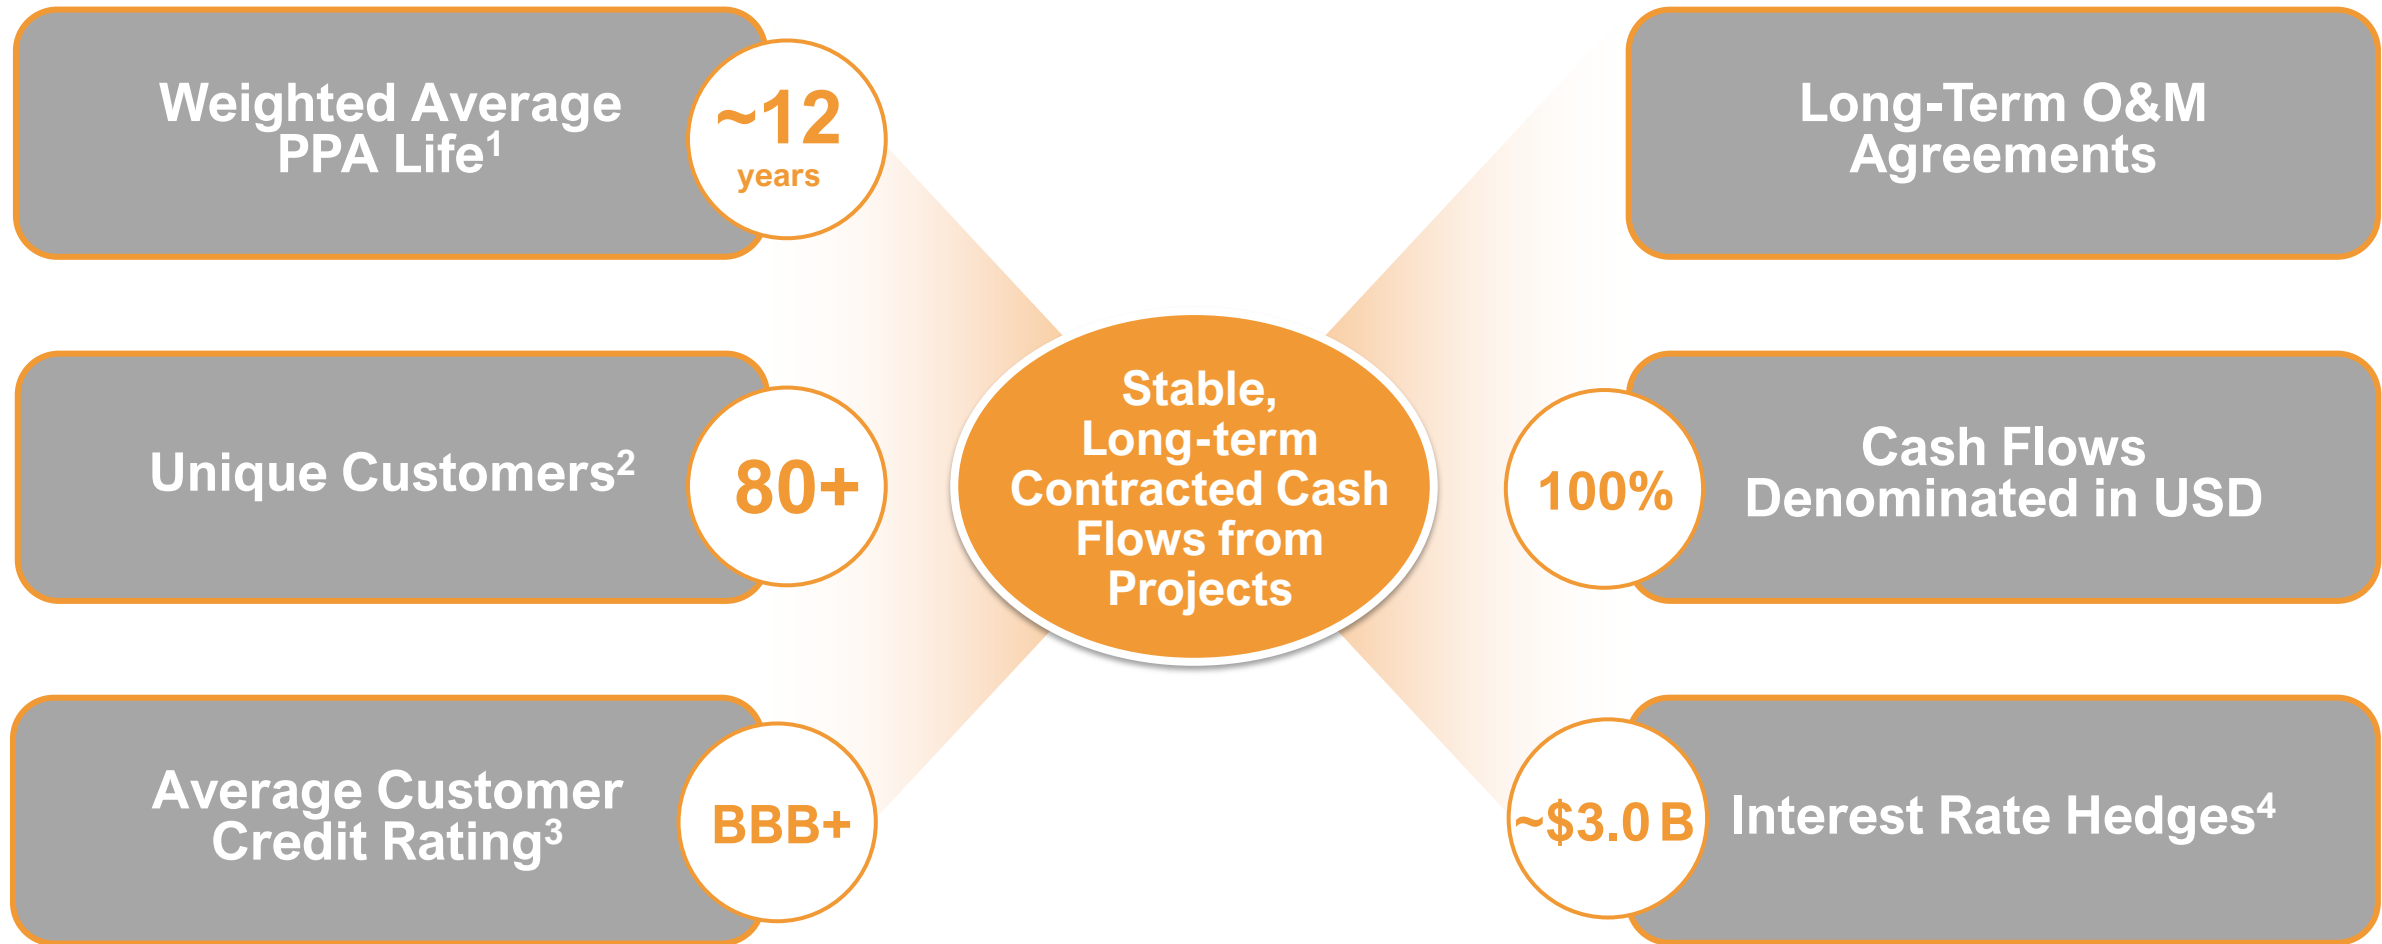 Weighted Average
PPA Life1
~12
years
Unique Customers2
80+
Average Customer
Credit Rating3
BBB+
Stable,
Long-term
Contracted Cash
Flows from
Projects
Long-Term O&M
Agreements
100%
Cash Flows
Denominated in USD
~$3.0 B
Interest Rate Hedges4